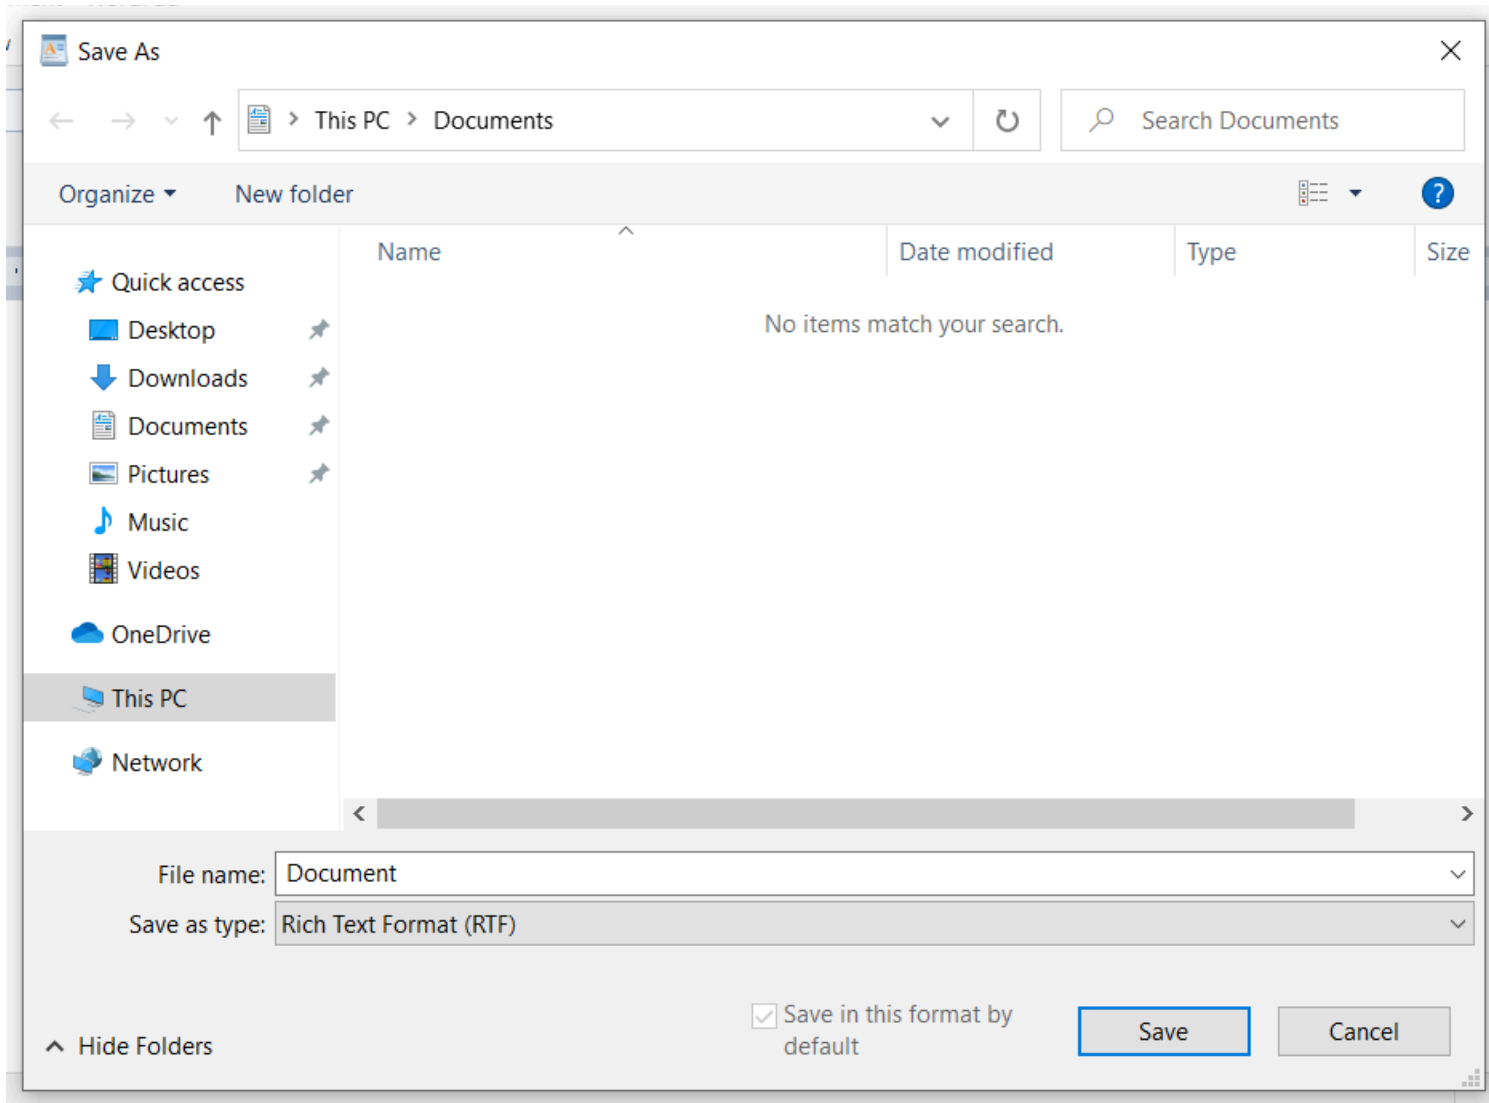 Save As
This PC > Documents
Search Documents
Organize
New folder
Name
Date modified
Type
Size
Quick access
No items match your search.
Desktop
Downloads
Documents
Pictures
Music
Videos
OneDrive
This PC
Network
File name: Document
Save as type: Rich Text Format (RTF)
Save in this format by
default
Save
Cancel
Hide Folders